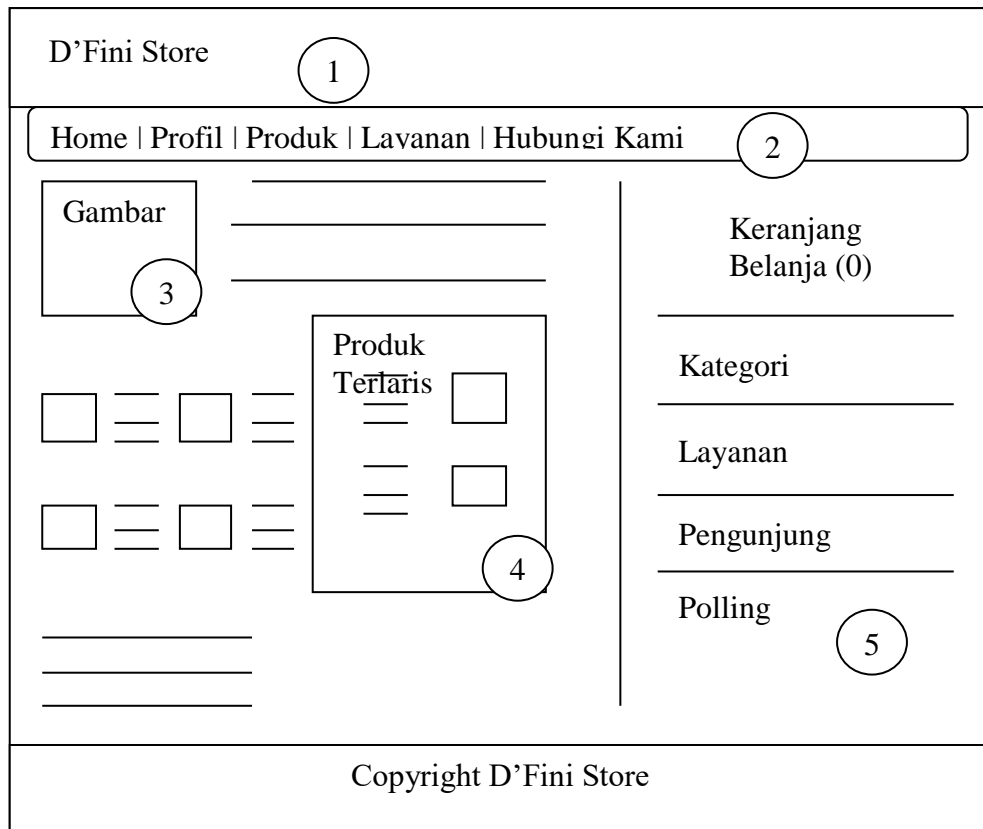 D’Fini Store
1
Home | Profil | Produk | Layanan | Hubungi Kami
2
Gambar
3
Produk
Terlaris
4
Keranjang
Belanja (0)
Kategori
Layanan
Pengunjung
Polling
5
Copyright D’Fini Store